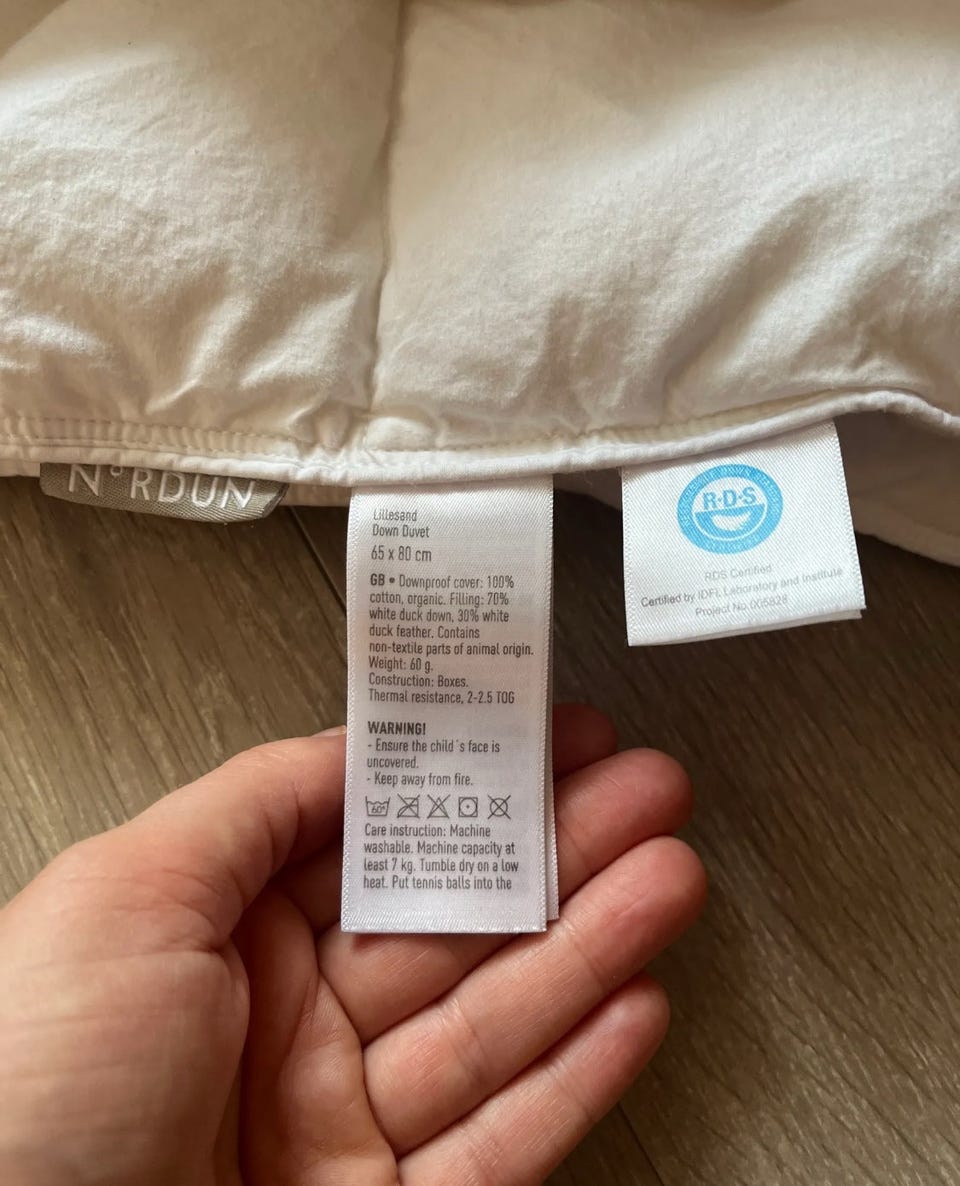 N°RDUN
Lillesand
Down Duvet
65 x 80 cm
GB • Downproof cover: 100%
cotton, organic. Filling: 70%
white duck down, 30% white
duck feather. Contains
non-textile parts of animal origin.
Weight: 60 g.
Construction: Boxes.
Thermal resistance, 2-2.5 TOG
WARNING!
- Ensure the child´s face is
uncovered.
- Keep away from fire.
60°
Care instruction: Machine
washable. Machine capacity at
least 7 kg. Tumble dry on a low
heat. Put tennis balls into the
R·D·S
RDS Certified
Certified by IDFL Laboratory and Institute
Project No.005828